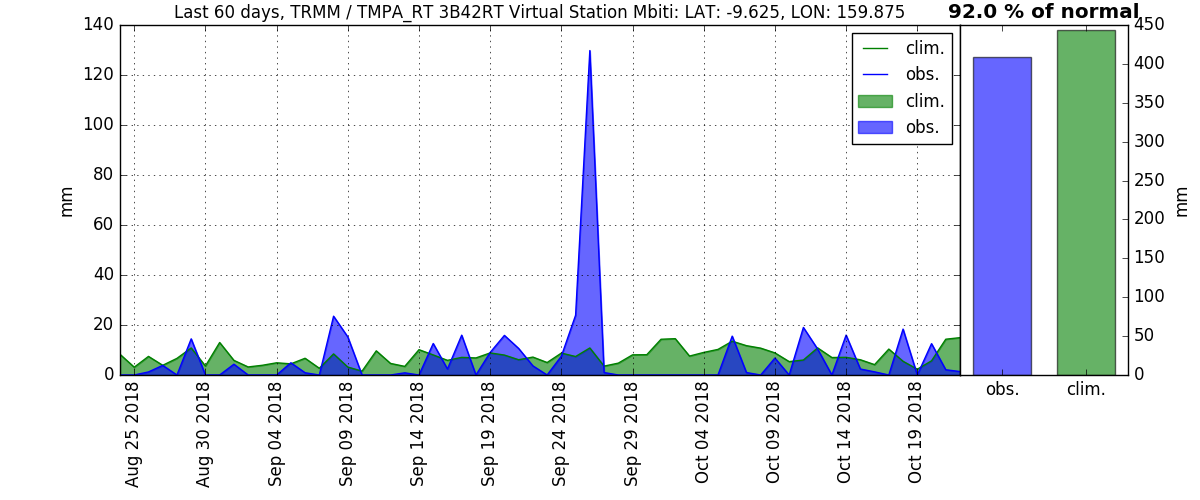 Last 60 days, TRMM / TMPA_RT 3B42RT Virtual Station Mbiti: LAT: -9.625, LON: 159.875
92.0 % of normal
140
120
100
80
60
40
20
0
mm
clim.
obs.
clim.
obs.
450
400
350
300
250
200
150
100
50
0
mm
obs.
clim.
Aug 25 2018
Aug 30 2018
Sep 04 2018
Sep 09 2018
Sep 14 2018
Sep 19 2018
Sep 24 2018
Sep 29 2018
Oct 04 2018
Oct 09 2018
Oct 14 2018
Oct 19 2018